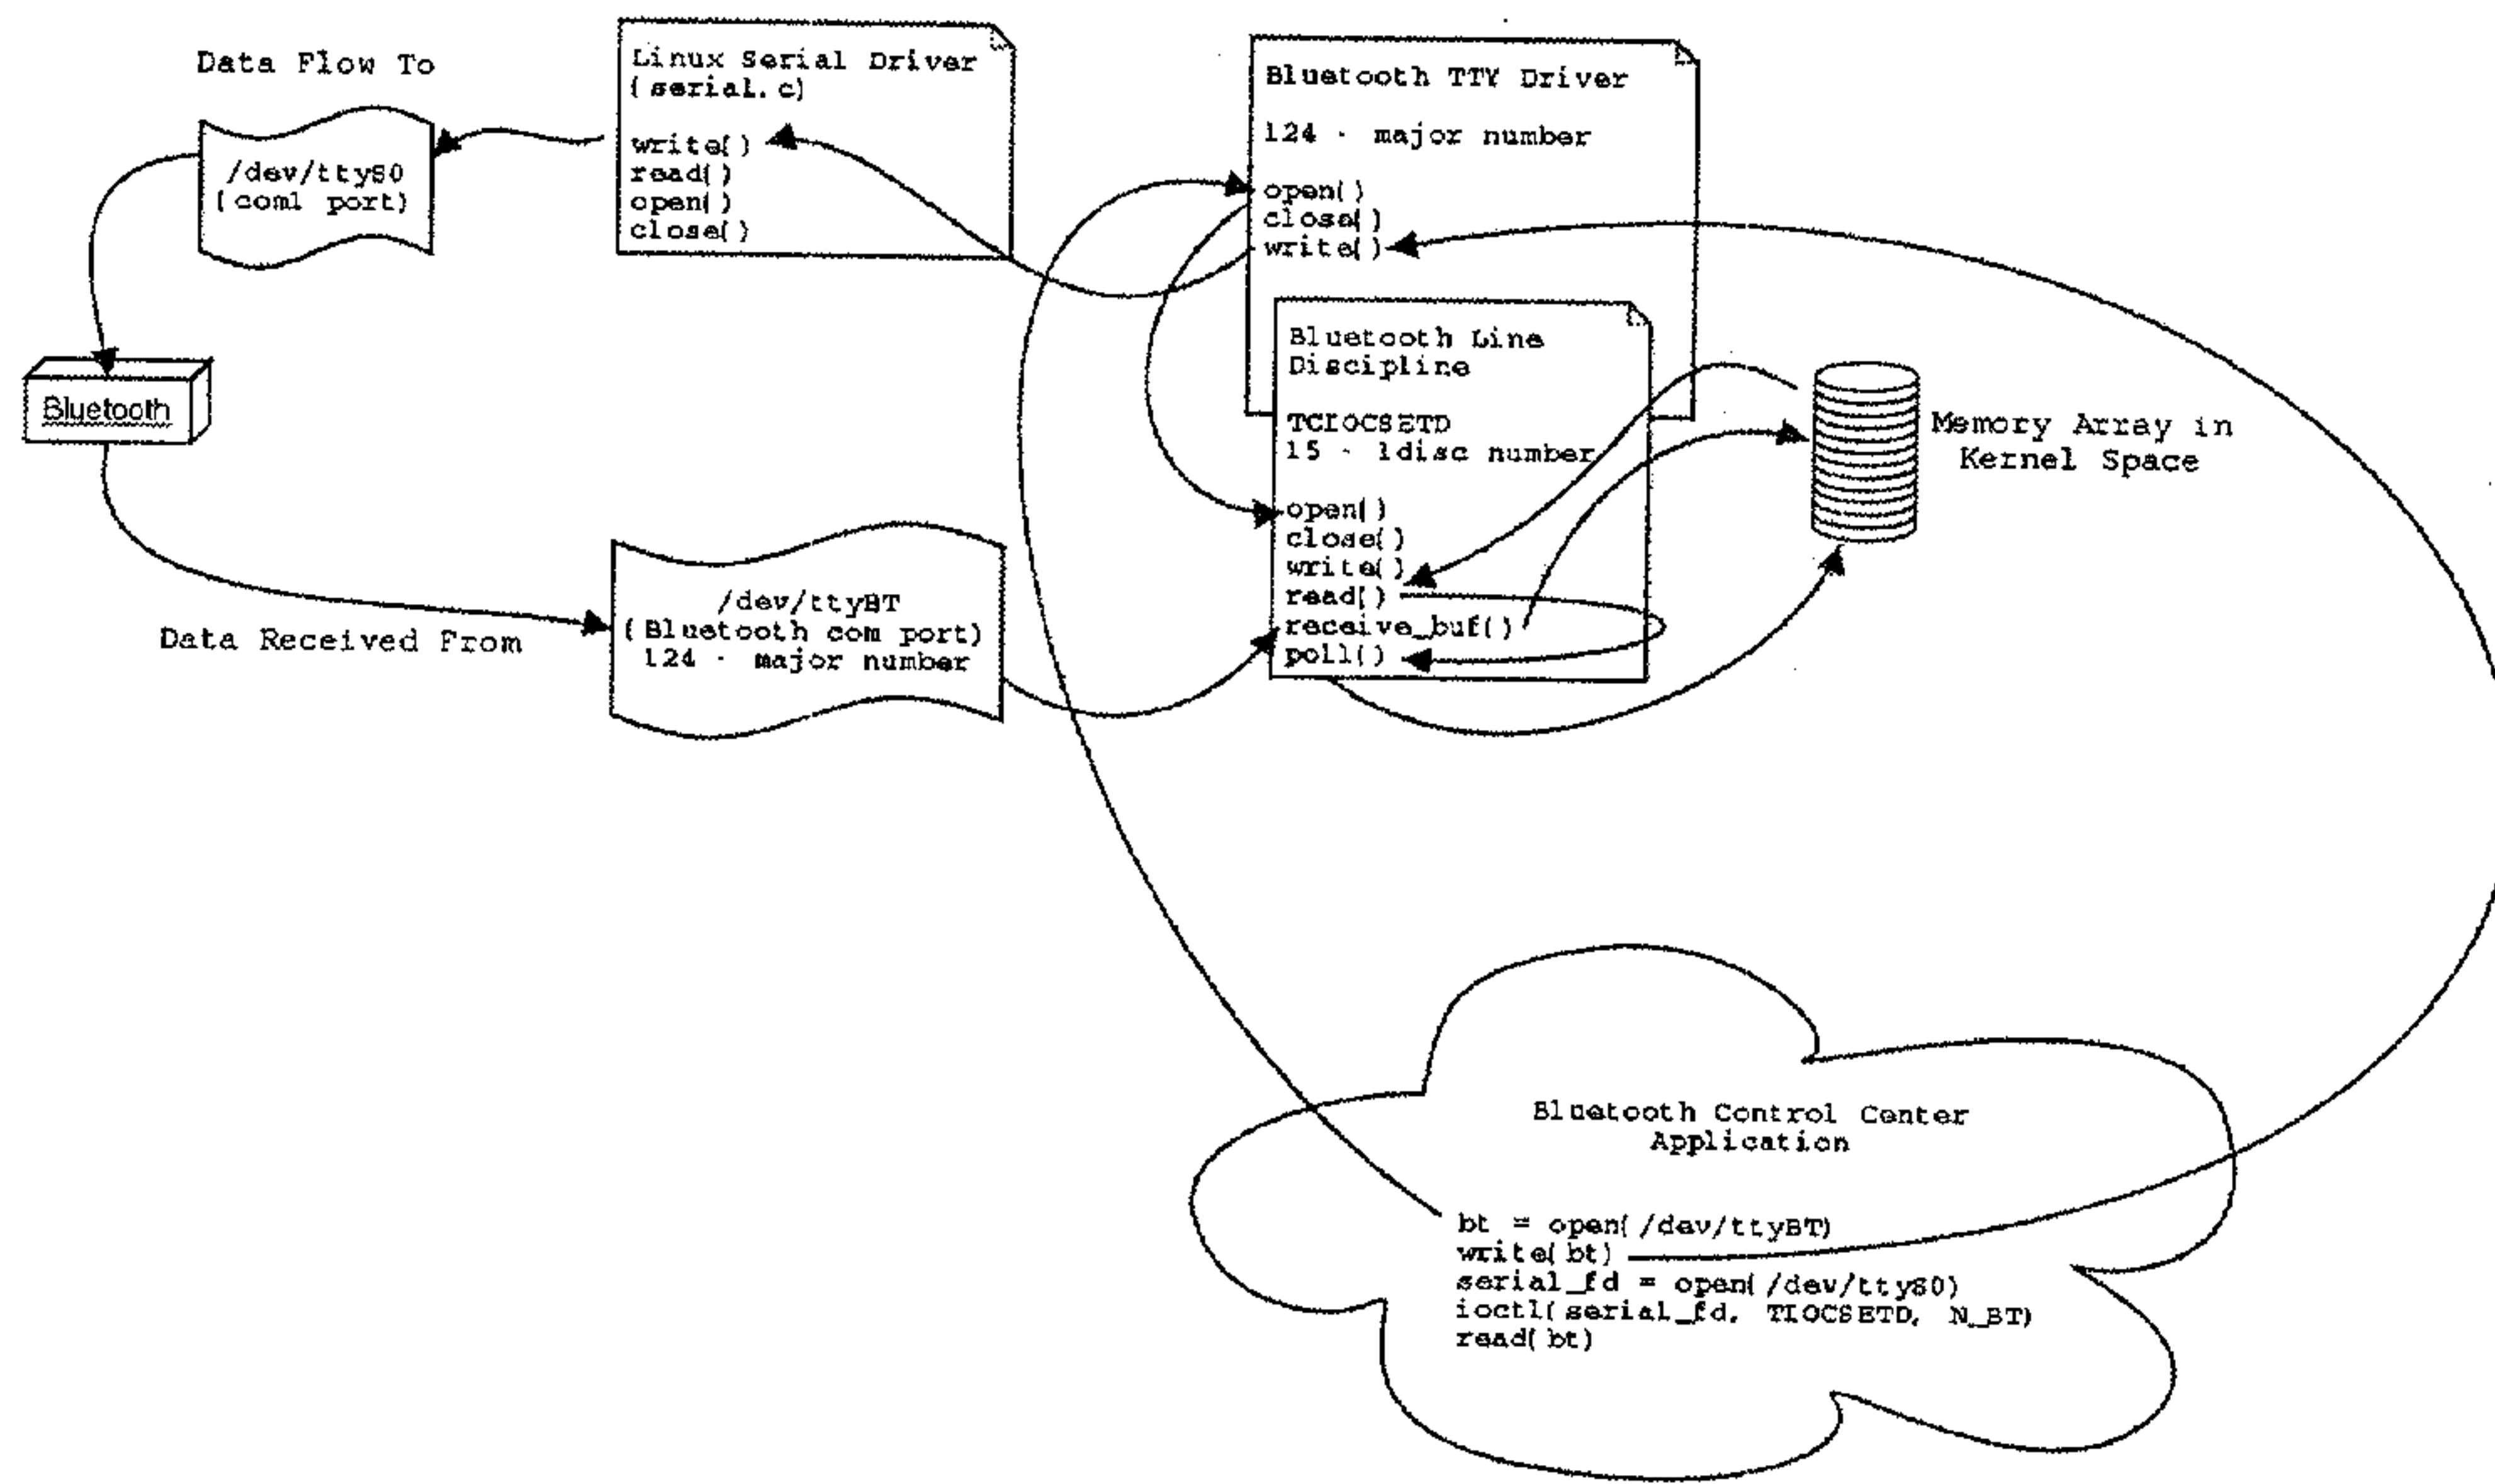 Data Flow To
/dev/ttyS0
(com1 port)
Linux Serial Driver
(serial.c)
write()
read()
open()
close()
Bluetooth TTY Driver
124 - major number
open()
close()
write()
Bluetooth Line
Discipline
TCIOCSETD
15 - ldisc number
open()
close()
write()
read()
receive_buf()
poll()
Memory Array in
Kernel Space
Bluetooth
Data Received From
/dev/ttyBT
(Bluetooth com port)
124 - major number
Bluetooth Control Center
Application
bt = open(/dev/ttyBT)
write(bt)
serial_fd = open(/dev/ttyS0)
ioctl(serial_fd, TIOCSETD, N_BT)
read(bt)